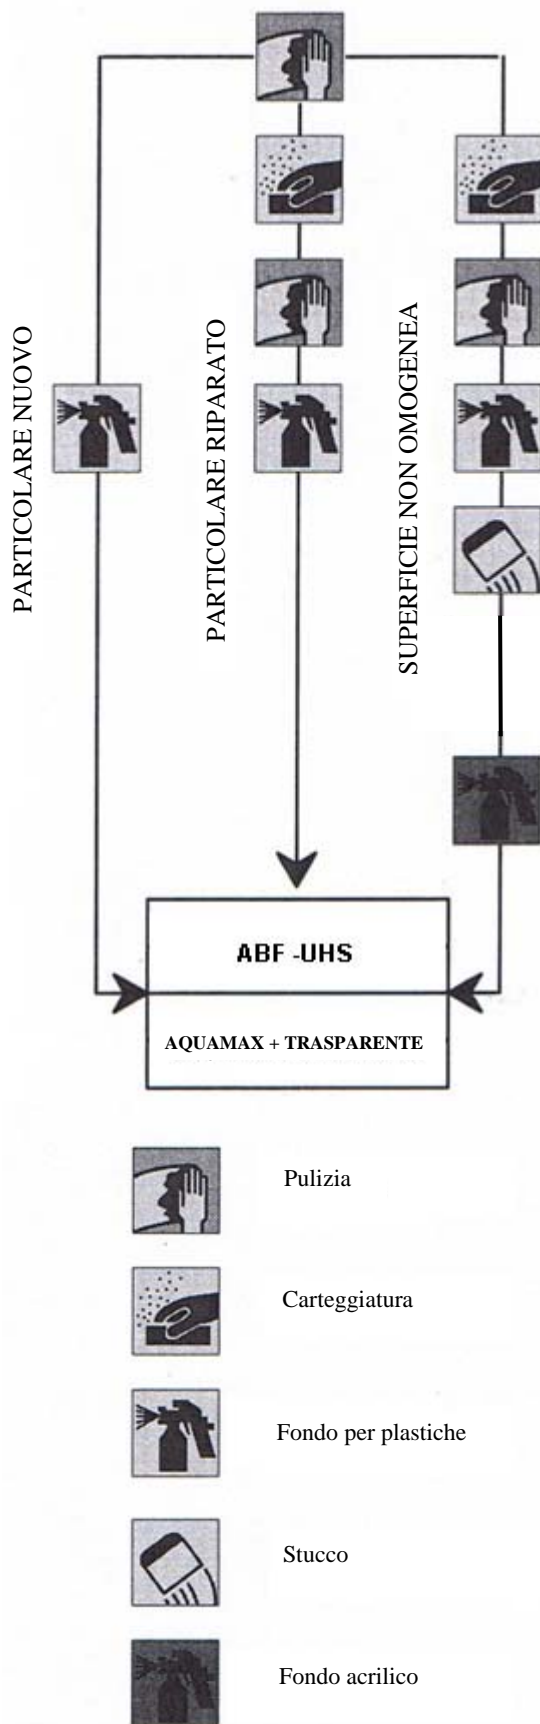 PARTICOLARE NUOVO
PARTICOLARE RIPARATO
SUPERFICIE NON OMOGENEA
ABF -UHS
AQUAMAX + TRASPARENTE
Pulizia
Carteggiatura
Fondo per plastiche
Stucco
Fondo acrilico